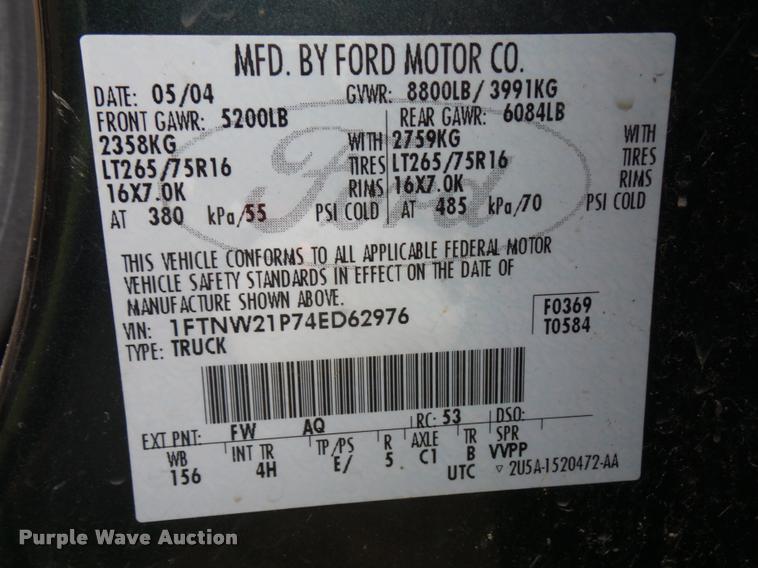 MFD. BY FORD MOTOR CO.
DATE: 05/04 GVWR: 8800LB/ 3991KG
FRONT GAWR: 5200LB REAR GAWR: 6084LB
2358KG WITH 2759KG WITH
LT265/75R16 TIRES LT265/75R16 TIRES
16X7.0K RIMS 16X7.0K RIMS
AT 380 kPa/55 PSI COLD AT 485 kPa/70 PSI COLD
Ford
THIS VEHICLE CONFORMS TO ALL APPLICABLE FEDERAL MOTOR
VEHICLE SAFETY STANDARDS IN EFFECT ON THE DATE OF
MANUFACTURE SHOWN ABOVE.
VIN: 1FTNW21P74ED62976 F0369
TYPE: TRUCK T0584
EXT PNT: FW AQ RC: 53 DSO:
WB INT TR TP/PS R AXLE TR SPR
156 4H E/ 5 C1 B VVPP
UTC ▽ 2U5A-1520472-AA
Purple Wave Auction